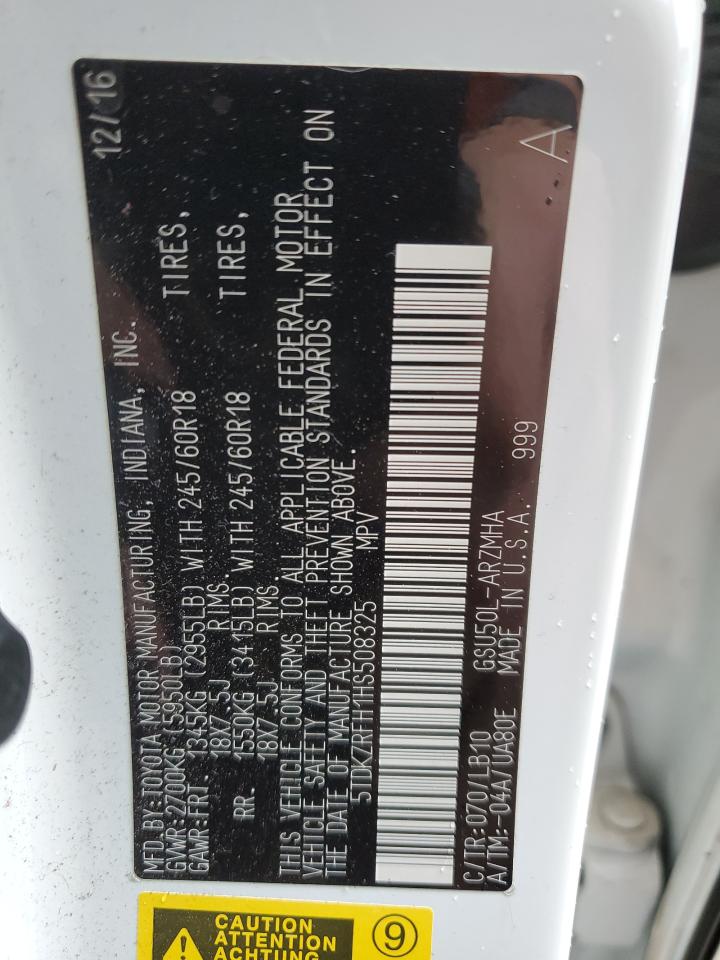 MFD. BY: TOYOTA MOTOR MANUFACTURING, INDIANA, INC. 12/16
GVWR: 2700KG (5950LB)
GAWR: FRT. 1345KG (2955LB) WITH 245/60R18 TIRES,
18X7.5J RIMS.
RR. 1550KG (3415LB) WITH 245/60R18 TIRES,
18X7.5J RIMS.
THIS VEHICLE CONFORMS TO ALL APPLICABLE FEDERAL MOTOR
VEHICLE SAFETY AND THEFT PREVENTION STANDARDS IN EFFECT ON
THE DATE OF MANUFACTURE SHOWN ABOVE.
5TDKZRFH1HS508325 MPV
C/TR: 070/LB10 GSU50L-ARZMHA A
A/TM: -04A/UA80E MADE IN U.S.A. 999
CAUTION
ATTENTION
ACHTUNG
9